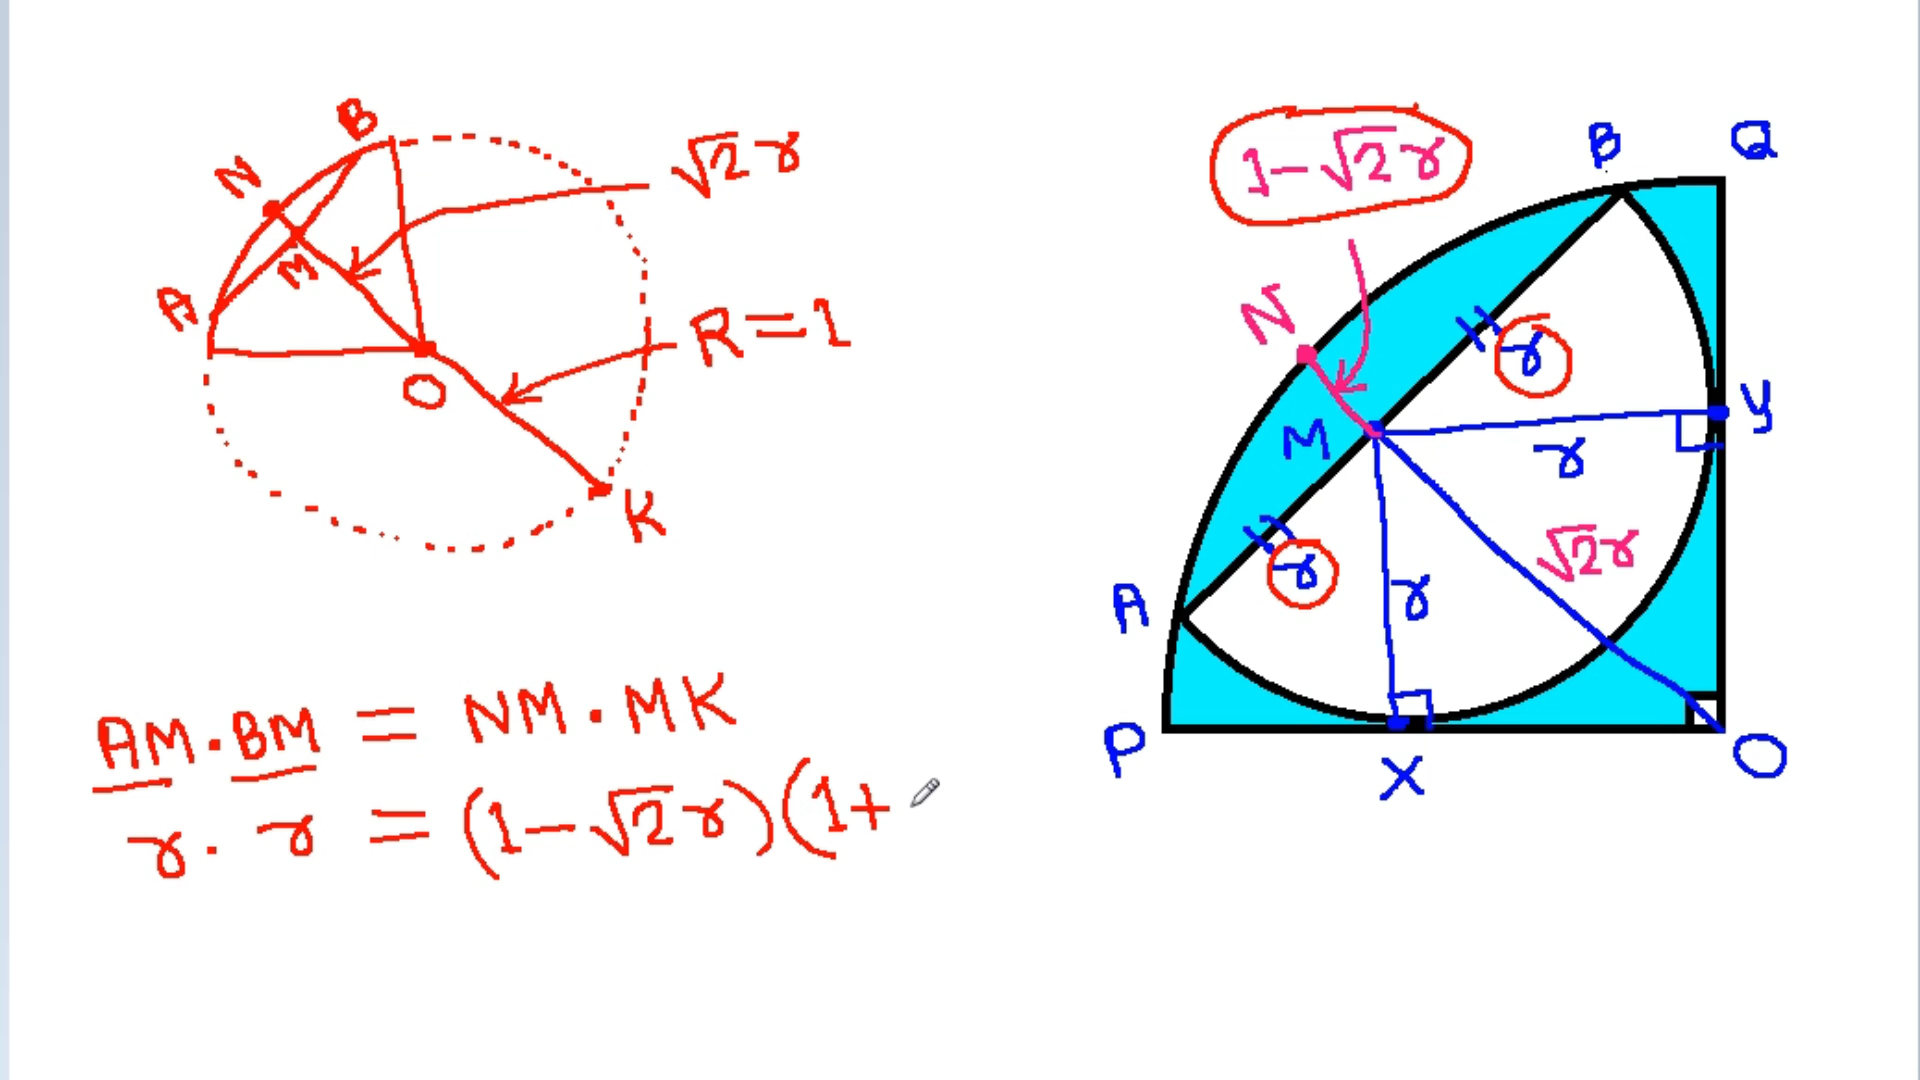 B
N
√2r
M
A
R=1
O
K
AM.BM = NM.MK
r.r = (1-√2r)(1+
1-√2r
B
Q
N
r
M
Y
r
r
√2r
A
r
P
X
O